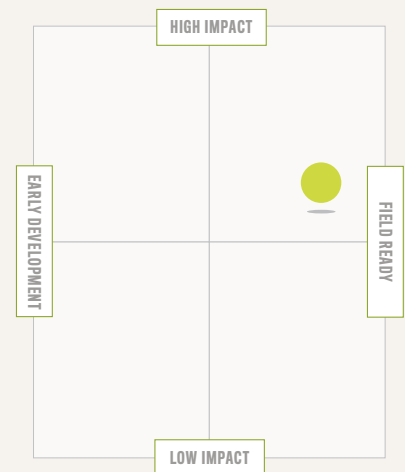 HIGH IMPACT
EARLY DEVELOPMENT
FIELD READY
LOW IMPACT